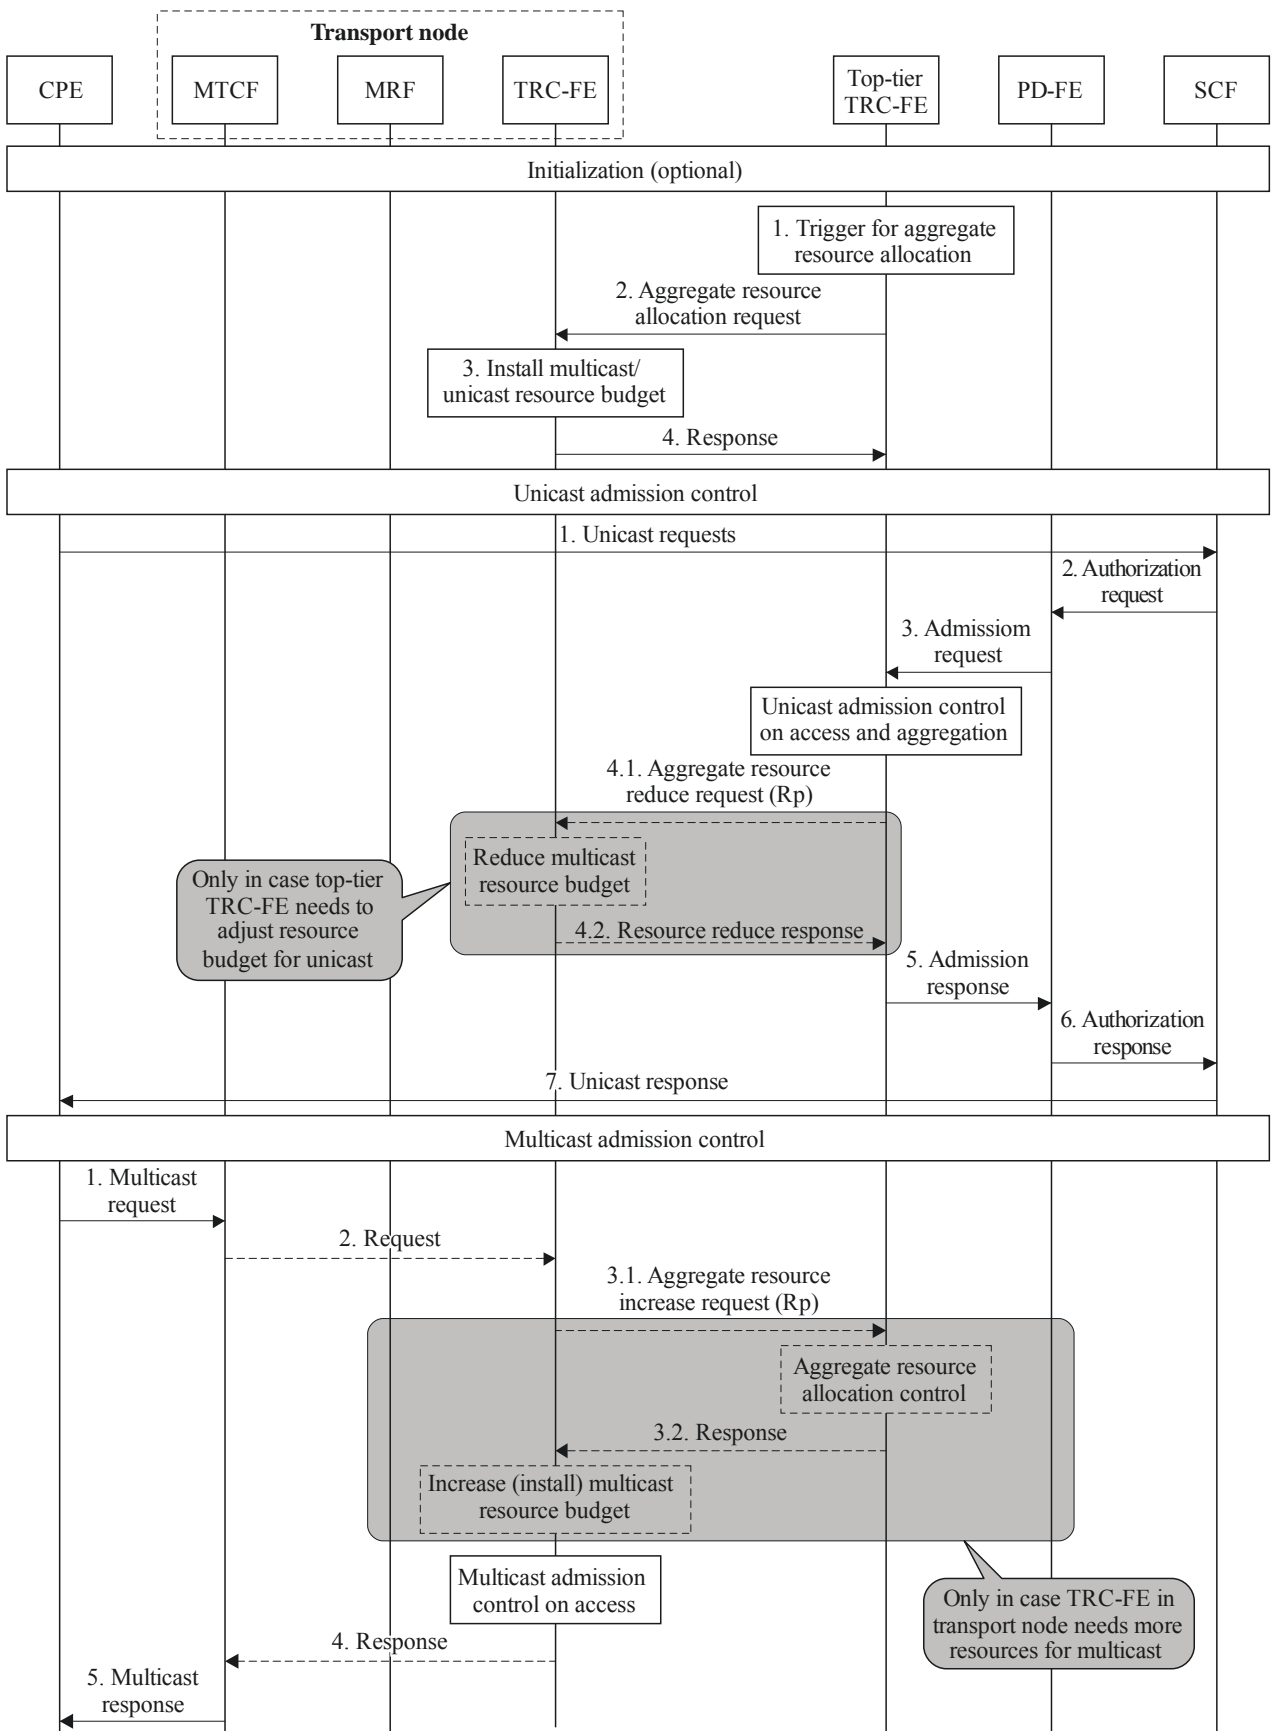 Transport node
CPE
MTCF
MRF
TRC-FE
Top-tier
TRC-FE
PD-FE
SCF
Initialization (optional)
1. Trigger for aggregate
resource allocation
2. Aggregate resource
allocation request
3. Install multicast/
unicast resource budget
4. Response
Unicast admission control
1. Unicast requests
2. Authorization
request
3. Admissiom
request
Unicast admission control
on access and aggregation
4.1. Aggregate resource
reduce request (Rp)
Reduce multicast
resource budget
Only in case top-tier
TRC-FE needs to
adjust resource
budget for unicast
4.2. Resource reduce response
5. Admission
response
6. Authorization
response
7. Unicast response
Multicast admission control
1. Multicast
request
2. Request
3.1. Aggregate resource
increase request (Rp)
Aggregate resource
allocation control
3.2. Response
Increase (install) multicast
resource budget
Multicast admission
control on access
Only in case TRC-FE in
transport node needs more
resources for multicast
4. Response
5. Multicast
response